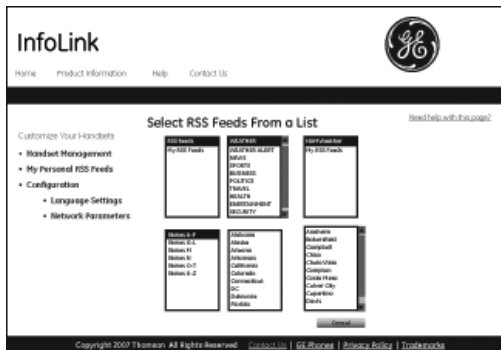 InfoLink
GE
Home Product Information Help Contact Us
Select RSS Feeds From a List
Need help with this page?
Customize Your Handsets
• Handset Management
• My Personal RSS Feeds
• Configuration
• Language Settings
• Network Parameters
RSS Feeds
My RSS Feeds
WEATHER
WEATHER ALERT
NEWS
SPORTS
BUSINESS
POLITICS
TRAVEL
HEALTH
ENTERTAINMENT
SECURITY
My RSS Feeds
States A-F
States G-L
States M
States N
States O-T
States U-Z
Alabama
Alaska
Arizona
Arkansas
California
Colorado
Connecticut
DC
Delaware
Florida
Anaheim
Bakersfield
Campbell
Chino
Chula Vista
Compton
Costa Mesa
Culver City
Cupertino
Davis
Cancel
Copyright 2007 Thomson All Rights Reserved Contact Us | GE Phones | Privacy Policy | Trademarks